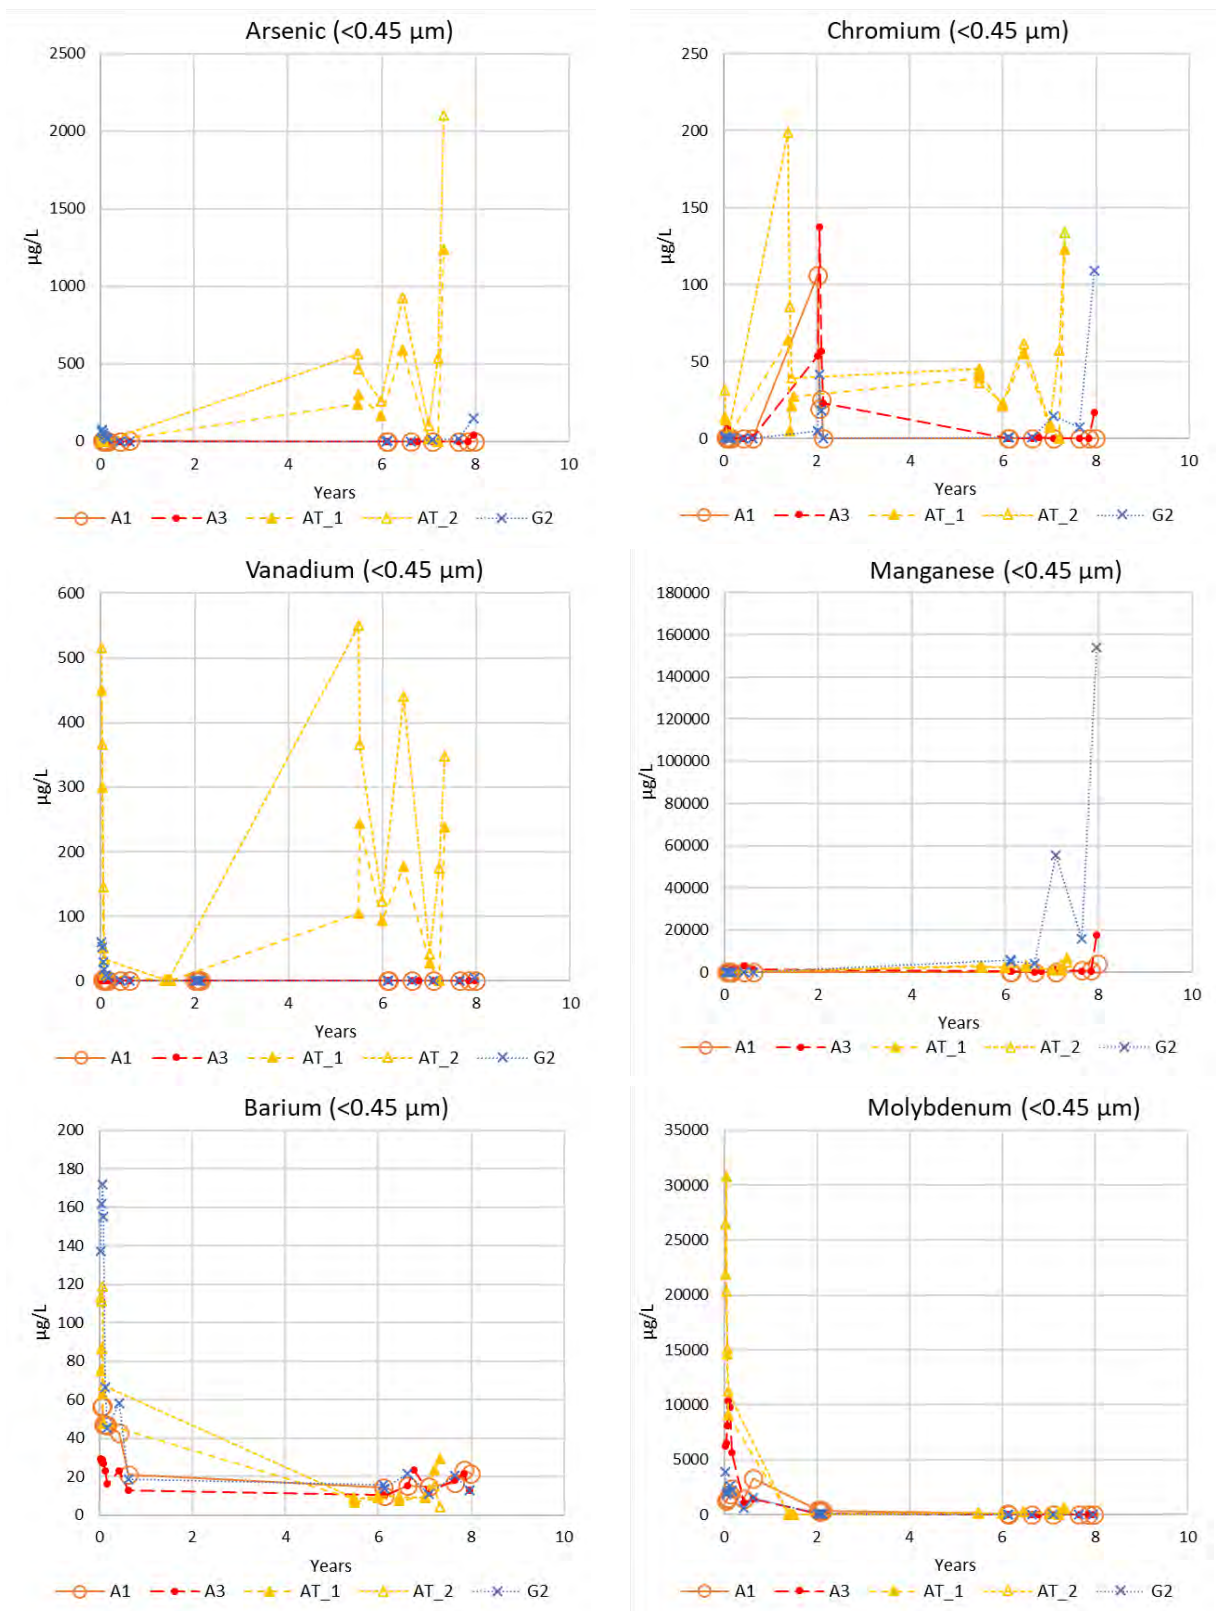 Arsenic (<0.45 µm)
2500
2000
1500
1000
500
0
µg/L
0 2 4 6 8 10
Years
A1 A3 AT_1 AT_2 G2
Chromium (<0.45 µm)
250
200
150
100
50
0
µg/L
0 2 4 6 8 10
Years
A1 A3 AT_1 AT_2 G2
Vanadium (<0.45 µm)
600
500
400
300
200
100
0
µg/L
0 2 4 6 8 10
Years
A1 A3 AT_1 AT_2 G2
Manganese (<0.45 µm)
180000
160000
140000
120000
100000
80000
60000
40000
20000
0
µg/L
0 2 4 6 8 10
Years
A1 A3 AT_1 AT_2 G2
Barium (<0.45 µm)
200
180
160
140
120
100
80
60
40
20
0
µg/L
0 2 4 6 8 10
Years
A1 A3 AT_1 AT_2 G2
Molybdenum (<0.45 µm)
35000
30000
25000
20000
15000
10000
5000
0
µg/L
0 2 4 6 8 10
Years
A1 A3 AT_1 AT_2 G2